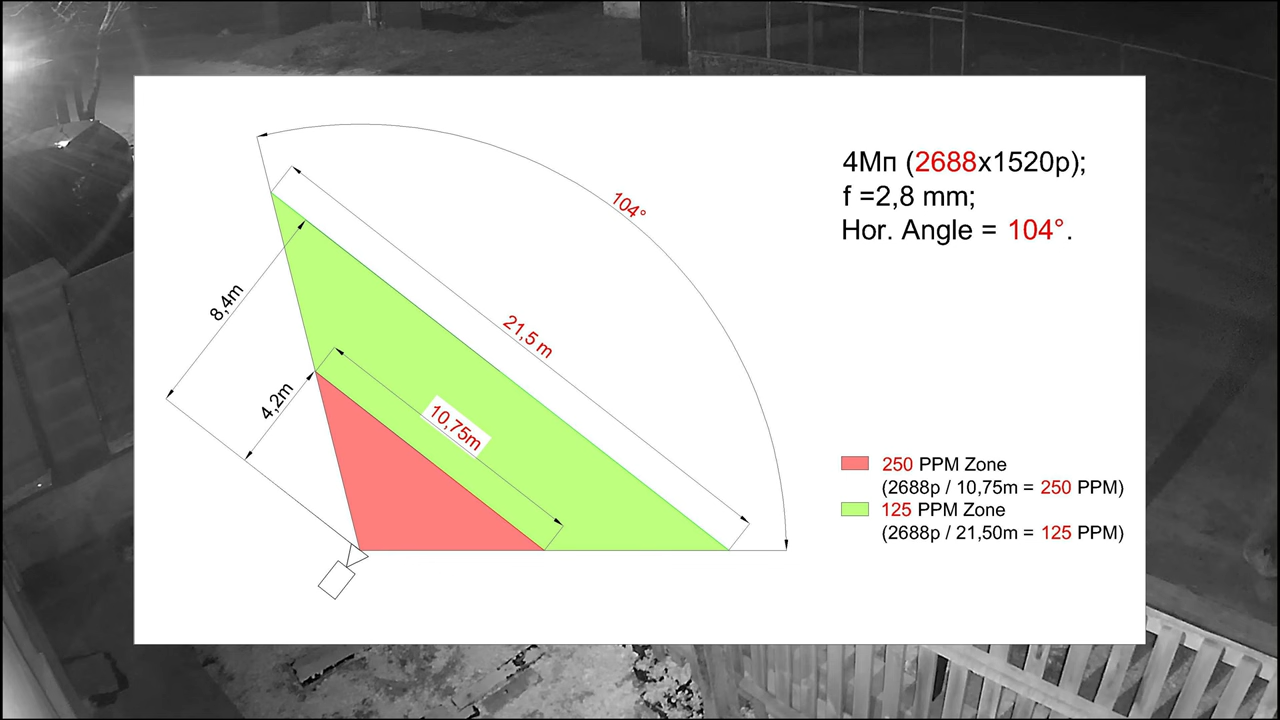 4Мп (2688x1520p);
f =2,8 mm;
Hor. Angle = 104°.
104°
8,4m
21,5 m
4,2m
10,75m
250 PPM Zone
(2688p / 10,75m = 250 PPM)
125 PPM Zone
(2688p / 21,50m = 125 PPM)